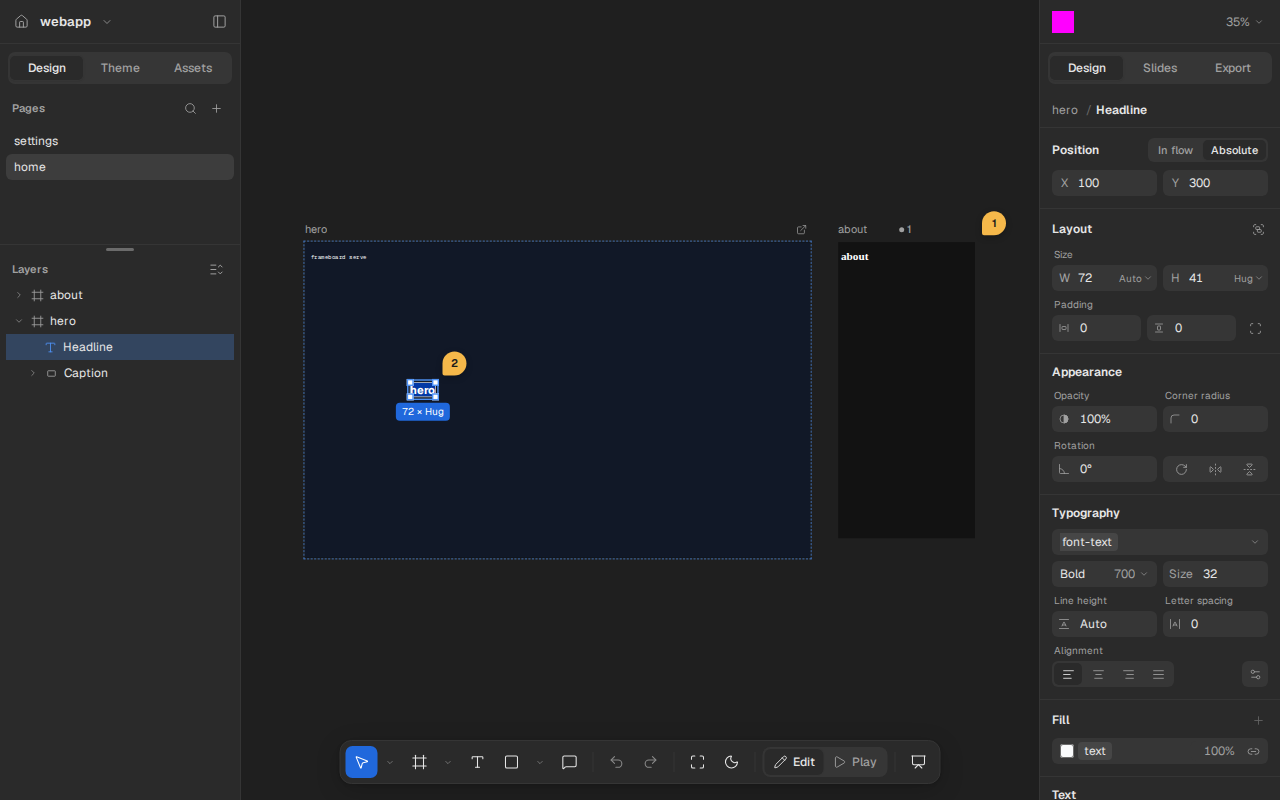 webapp
Design
Theme
Assets
Pages
settings
home
Layers
about
hero
Headline
Caption
hero
frameboard serve
2
hero
72 × Hug
about
1
1
about
Edit
Play
35%
Design
Slides
Export
hero / Headline
Position
In flow
Absolute
X 100
Y 300
Layout
Size
W 72 Auto
H 41 Hug
Padding
0
0
Appearance
Opacity
Corner radius
100%
0
Rotation
0°
Typography
font-text
Bold 700
Size 32
Line height
Letter spacing
Auto
0
Alignment
Fill
text 100%
Text